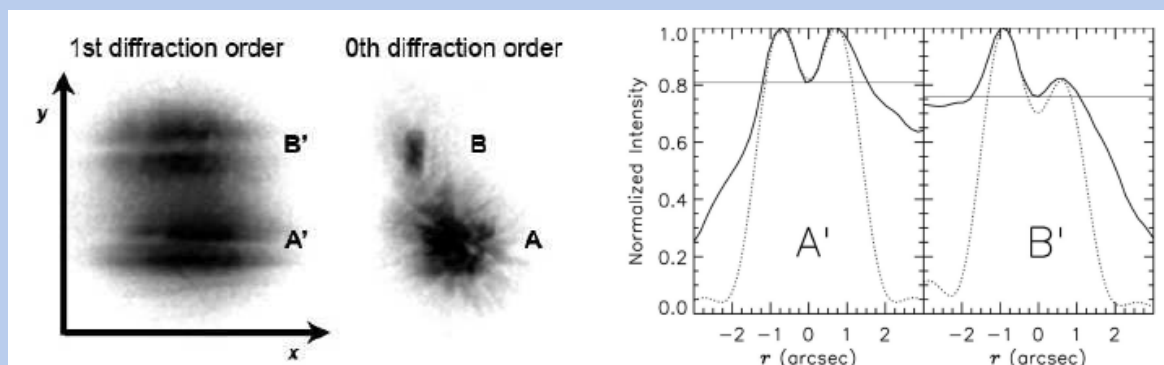 1st diffraction order
0th diffraction order
y
B'
B
A'
A
x
Normalized Intensity
1.0
0.8
0.6
0.4
0.2
0.0
A'
B'
−2 −1 0 1 2
−2 −1 0 1 2
r (arcsec)
r (arcsec)